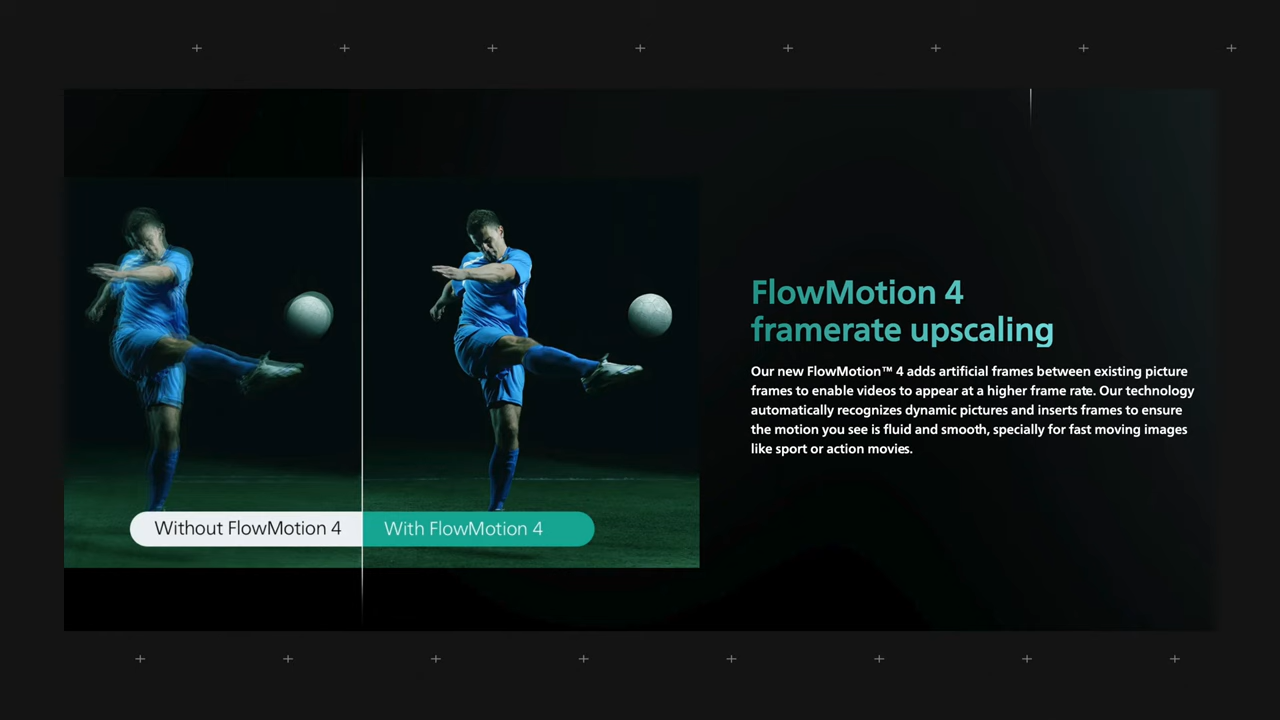 FlowMotion 4
framerate upscaling
Our new FlowMotion™ 4 adds artificial frames between existing picture
frames to enable videos to appear at a higher frame rate. Our technology
automatically recognizes dynamic pictures and inserts frames to ensure
the motion you see is fluid and smooth, specially for fast moving images
like sport or action movies.
Without FlowMotion 4
With FlowMotion 4